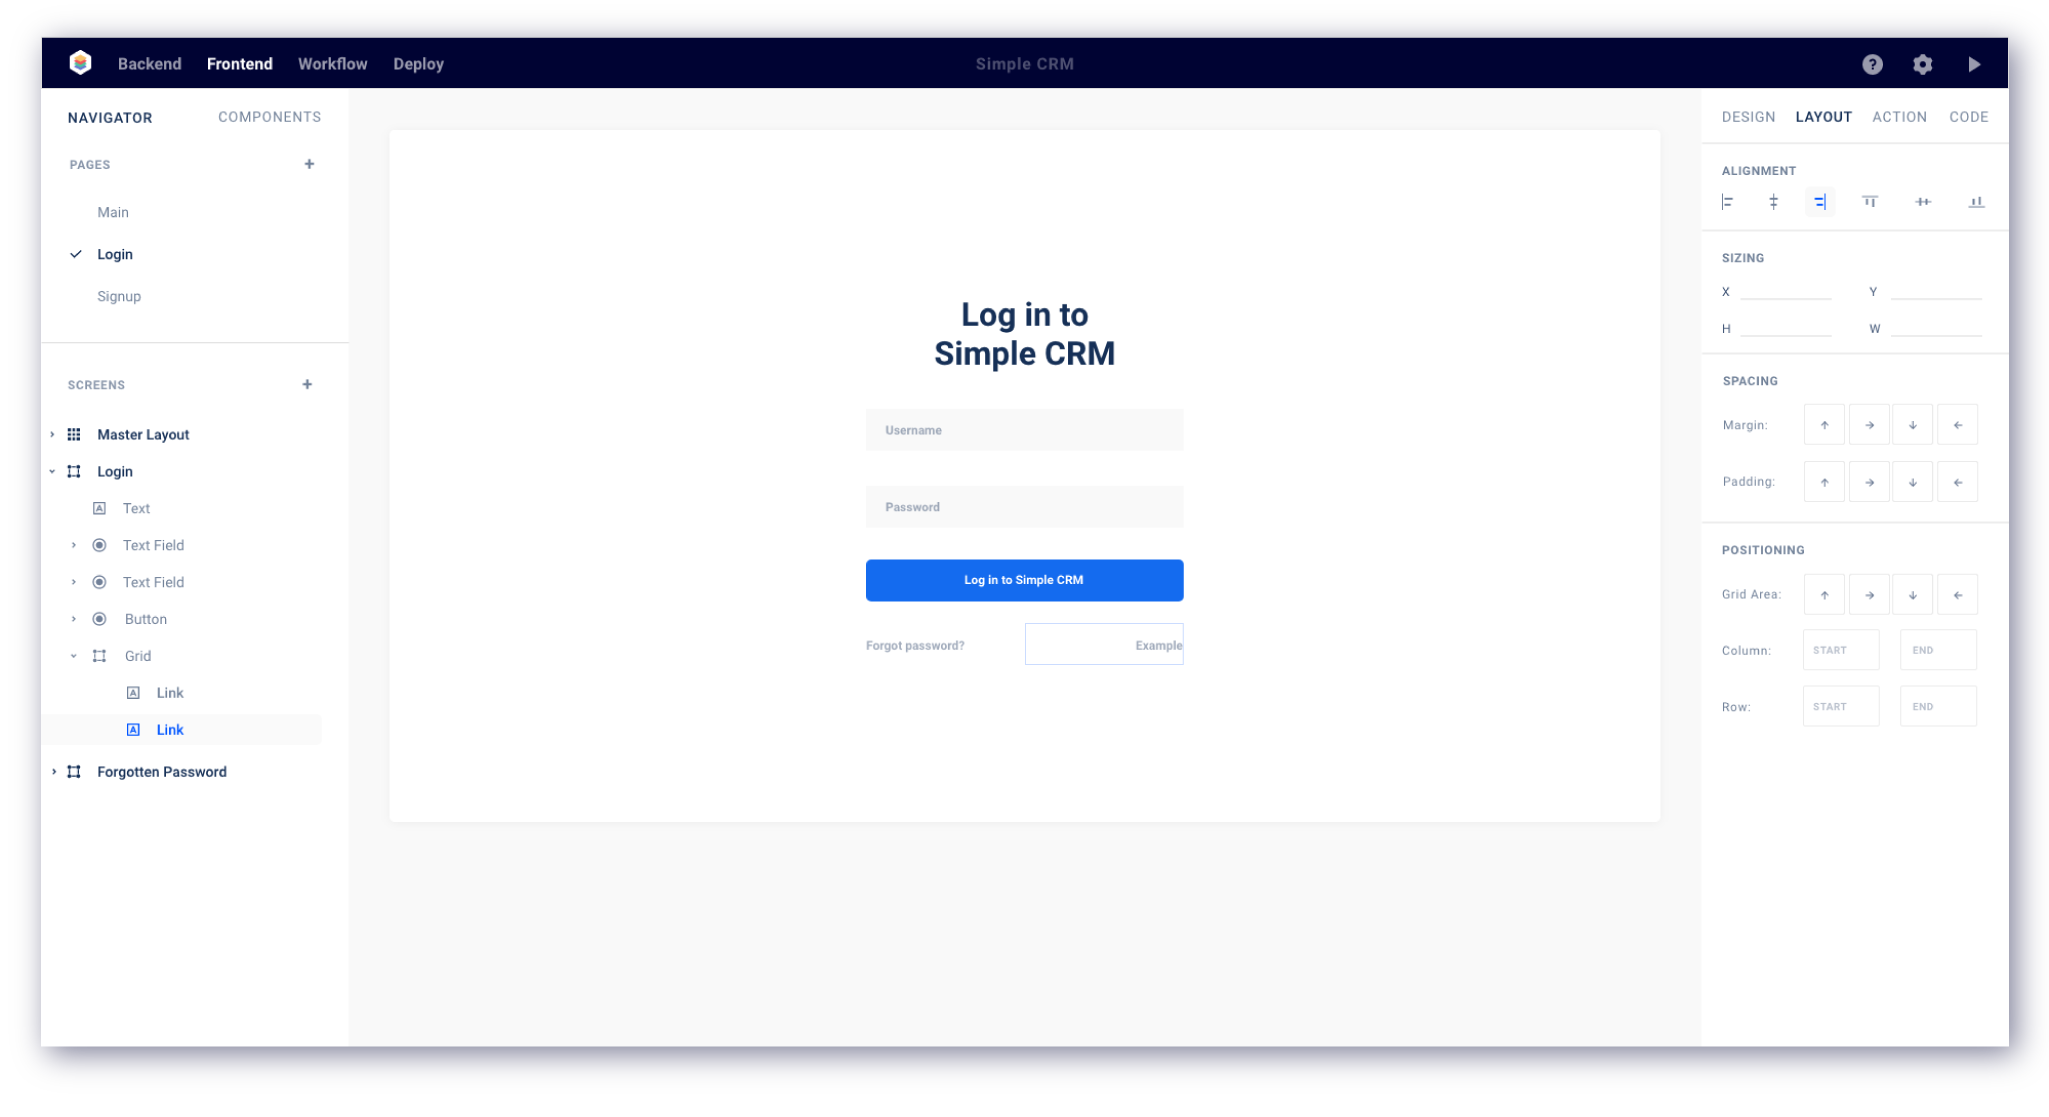 Backend Frontend Workflow Deploy Simple CRM ?
NAVIGATOR COMPONENTS
PAGES +
Main
Login
Signup
SCREENS +
Master Layout
Login
A Text
Text Field
Text Field
Button
Grid
A Link
A Link
Forgotten Password
Log in to
Simple CRM
Username
Password
Log in to Simple CRM
Forgot password? Example
DESIGN LAYOUT ACTION CODE
ALIGNMENT
SIZING
X Y
H W
SPACING
Margin: ↑ → ↓ ←
Padding: ↑ → ↓ ←
POSITIONING
Grid Area: ↑ → ↓ ←
Column: START END
Row: START END